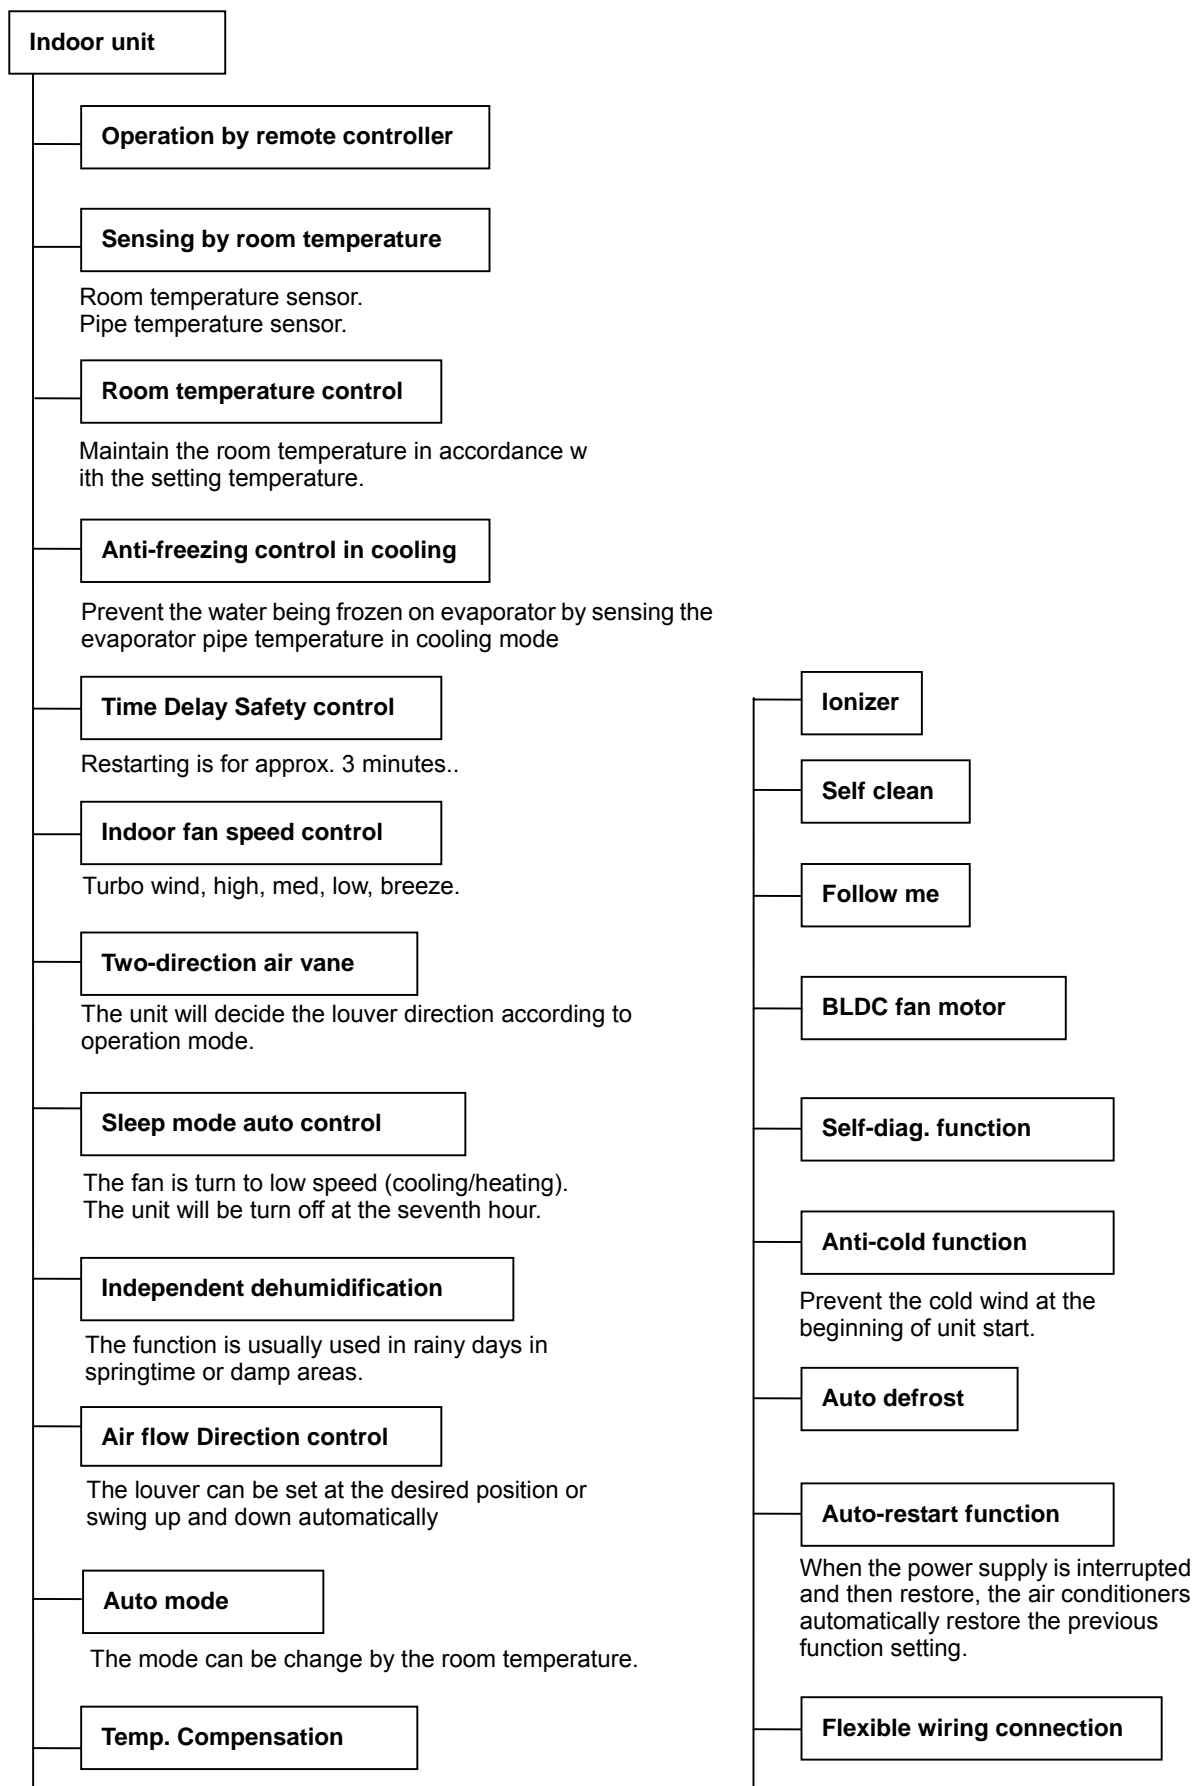 Indoor unit
Operation by remote controller
Sensing by room temperature
Room temperature sensor.
Pipe temperature sensor.
Room temperature control
Maintain the room temperature in accordance w
ith the setting temperature.
Anti-freezing control in cooling
Prevent the water being frozen on evaporator by sensing the
evaporator pipe temperature in cooling mode
Time Delay Safety control
Restarting is for approx. 3 minutes..
Indoor fan speed control
Turbo wind, high, med, low, breeze.
Two-direction air vane
The unit will decide the louver direction according to
operation mode.
Sleep mode auto control
The fan is turn to low speed (cooling/heating).
The unit will be turn off at the seventh hour.
Independent dehumidification
The function is usually used in rainy days in
springtime or damp areas.
Air flow Direction control
The louver can be set at the desired position or
swing up and down automatically
Auto mode
The mode can be change by the room temperature.
Temp. Compensation
Ionizer
Self clean
Follow me
BLDC fan motor
Self-diag. function
Anti-cold function
Prevent the cold wind at the
beginning of unit start.
Auto defrost
Auto-restart function
When the power supply is interrupted
and then restore, the air conditioners
automatically restore the previous
function setting.
Flexible wiring connection